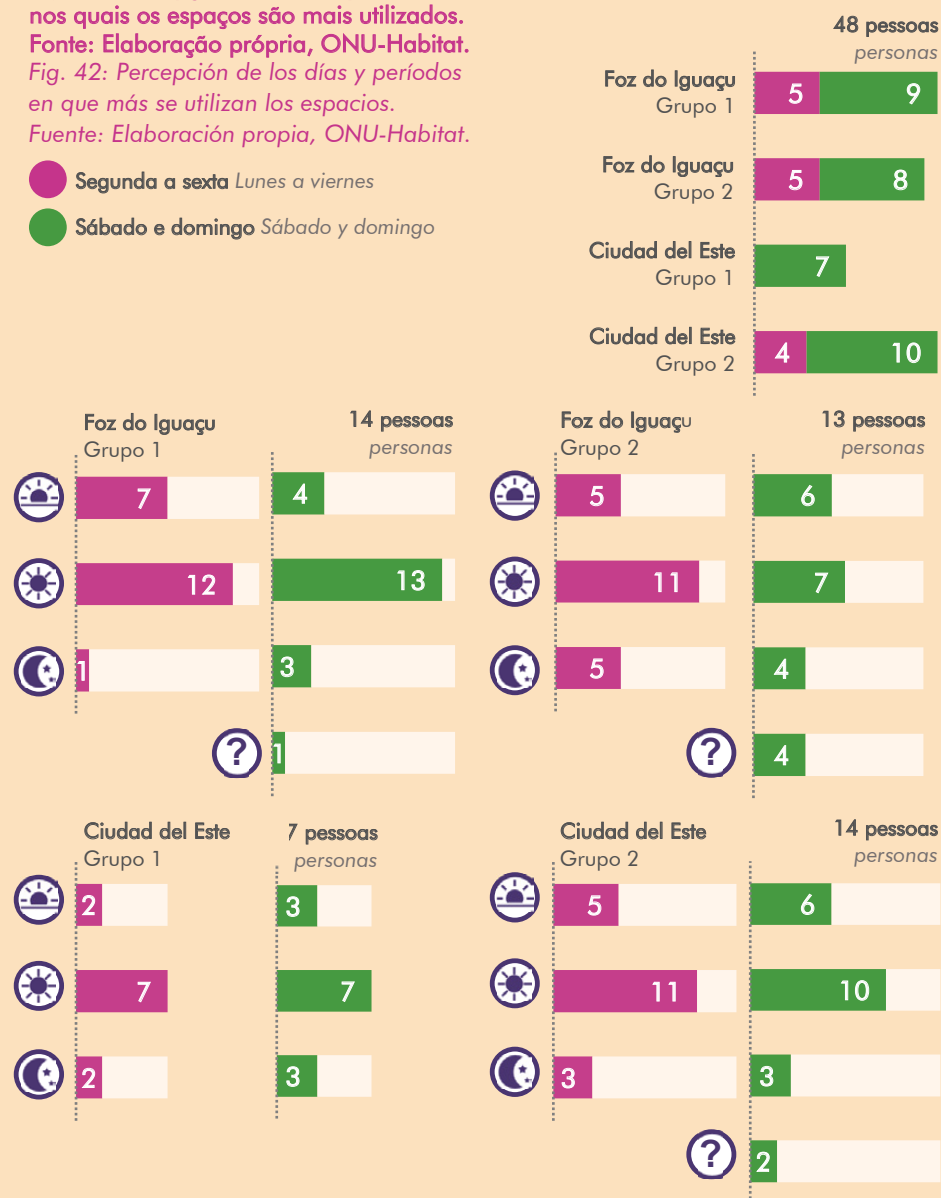 nos quais os espaços são mais utilizados.
Fonte: Elaboração própria, ONU-Habitat.
Fig. 42: Percepción de los días y períodos
en que más se utilizan los espacios.
Fuente: Elaboración propia, ONU-Habitat.
Segunda a sexta Lunes a viernes
Sábado e domingo Sábado y domingo
48 pessoas
personas
Foz do Iguaçu
Grupo 1
5 9
Foz do Iguaçu
Grupo 2
5 8
Ciudad del Este
Grupo 1
7
Ciudad del Este
Grupo 2
4 10
Foz do Iguaçu
Grupo 1
14 pessoas
personas
7 4
12 13
1 3
? 1
Foz do Iguaçu
Grupo 2
13 pessoas
personas
5 6
11 7
5 4
? 4
Ciudad del Este
Grupo 1
7 pessoas
personas
2 3
7 7
2 3
Ciudad del Este
Grupo 2
14 pessoas
personas
5 6
11 10
3 3
? 2